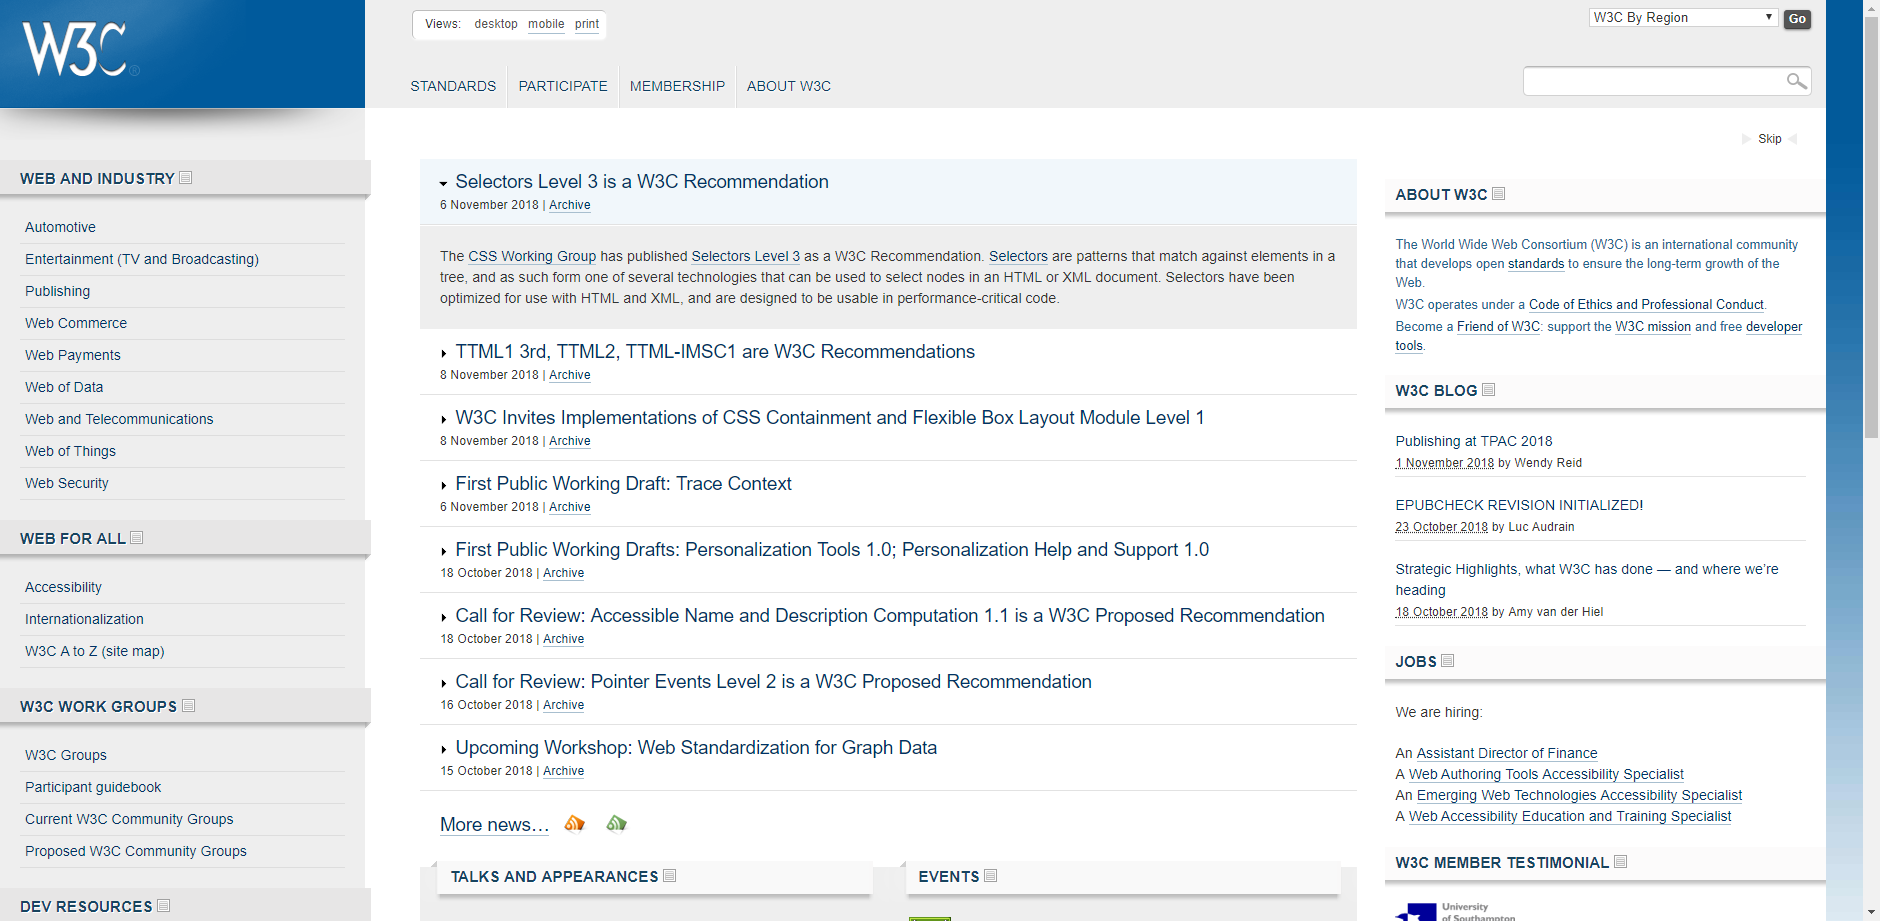 W3C®
Views: desktop mobile print
W3C By Region
Go
STANDARDS
PARTICIPATE
MEMBERSHIP
ABOUT W3C
Skip
WEB AND INDUSTRY
Automotive
Entertainment (TV and Broadcasting)
Publishing
Web Commerce
Web Payments
Web of Data
Web and Telecommunications
Web of Things
Web Security
WEB FOR ALL
Accessibility
Internationalization
W3C A to Z (site map)
W3C WORK GROUPS
W3C Groups
Participant guidebook
Current W3C Community Groups
Proposed W3C Community Groups
DEV RESOURCES
Selectors Level 3 is a W3C Recommendation
6 November 2018 | Archive
The CSS Working Group has published Selectors Level 3 as a W3C Recommendation. Selectors are patterns that match against elements in a
tree, and as such form one of several technologies that can be used to select nodes in an HTML or XML document. Selectors have been
optimized for use with HTML and XML, and are designed to be usable in performance-critical code.
TTML1 3rd, TTML2, TTML-IMSC1 are W3C Recommendations
8 November 2018 | Archive
W3C Invites Implementations of CSS Containment and Flexible Box Layout Module Level 1
8 November 2018 | Archive
First Public Working Draft: Trace Context
6 November 2018 | Archive
First Public Working Drafts: Personalization Tools 1.0; Personalization Help and Support 1.0
18 October 2018 | Archive
Call for Review: Accessible Name and Description Computation 1.1 is a W3C Proposed Recommendation
18 October 2018 | Archive
Call for Review: Pointer Events Level 2 is a W3C Proposed Recommendation
16 October 2018 | Archive
Upcoming Workshop: Web Standardization for Graph Data
15 October 2018 | Archive
More news…
TALKS AND APPEARANCES
EVENTS
ABOUT W3C
The World Wide Web Consortium (W3C) is an international community
that develops open standards to ensure the long-term growth of the
Web.
W3C operates under a Code of Ethics and Professional Conduct.
Become a Friend of W3C: support the W3C mission and free developer
tools.
W3C BLOG
Publishing at TPAC 2018
1 November 2018 by Wendy Reid
EPUBCHECK REVISION INITIALIZED!
23 October 2018 by Luc Audrain
Strategic Highlights, what W3C has done — and where we’re
heading
18 October 2018 by Amy van der Hiel
JOBS
We are hiring:
An Assistant Director of Finance
A Web Authoring Tools Accessibility Specialist
An Emerging Web Technologies Accessibility Specialist
A Web Accessibility Education and Training Specialist
W3C MEMBER TESTIMONIAL
University
of Southampton